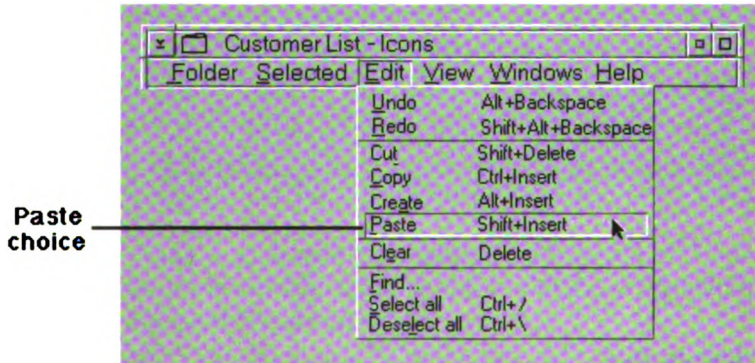 Customer List - Icons
Folder Selected Edit View Windows Help
Undo Alt+Backspace
Redo Shift+Alt+Backspace
Cut Shift+Delete
Copy Ctrl+Insert
Create Alt+Insert
Paste Shift+Insert
Clear Delete
Find...
Select all Ctrl+/
Deselect all Ctrl+\
Paste
choice